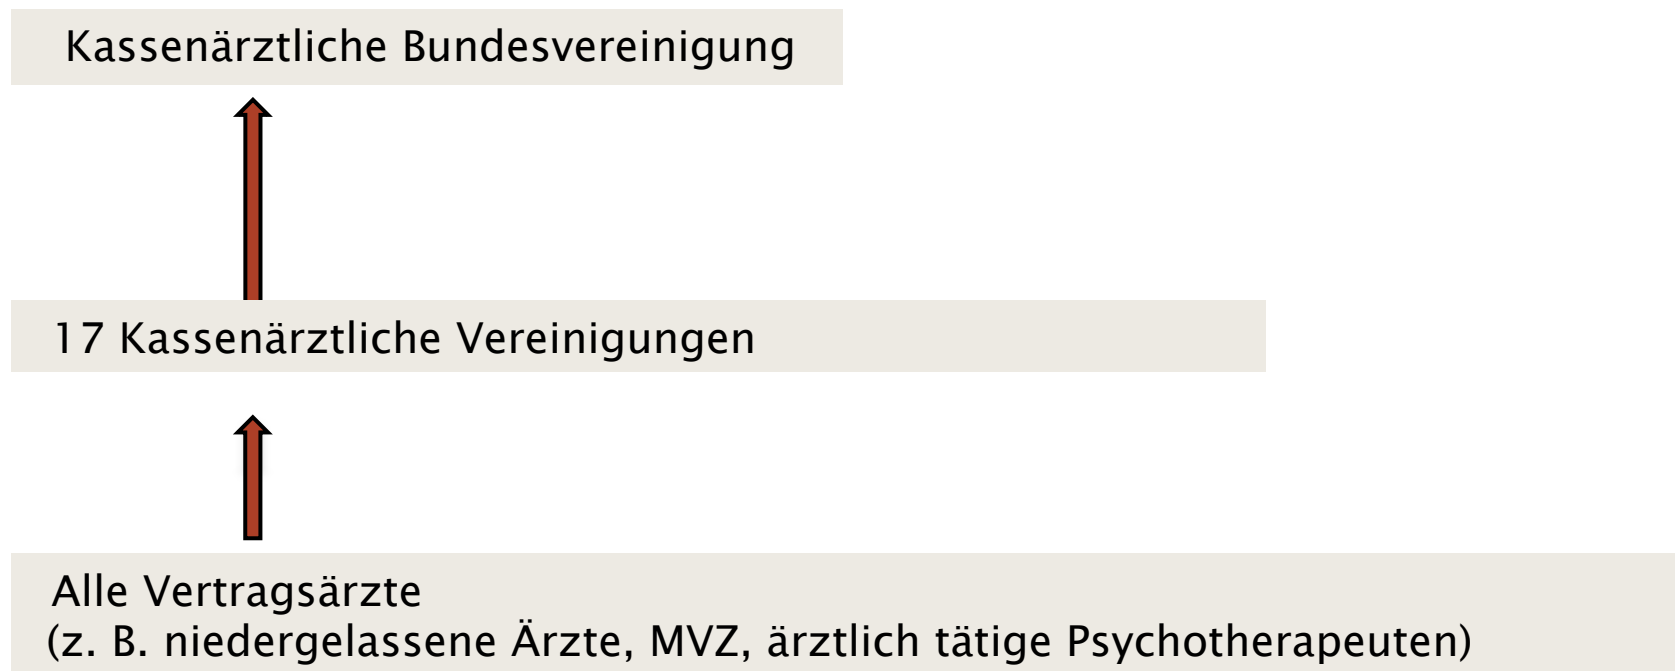 Kassenärztliche Bundesvereinigung
17 Kassenärztliche Vereinigungen
Alle Vertragsärzte
(z. B. niedergelassene Ärzte, MVZ, ärztlich tätige Psychotherapeuten)